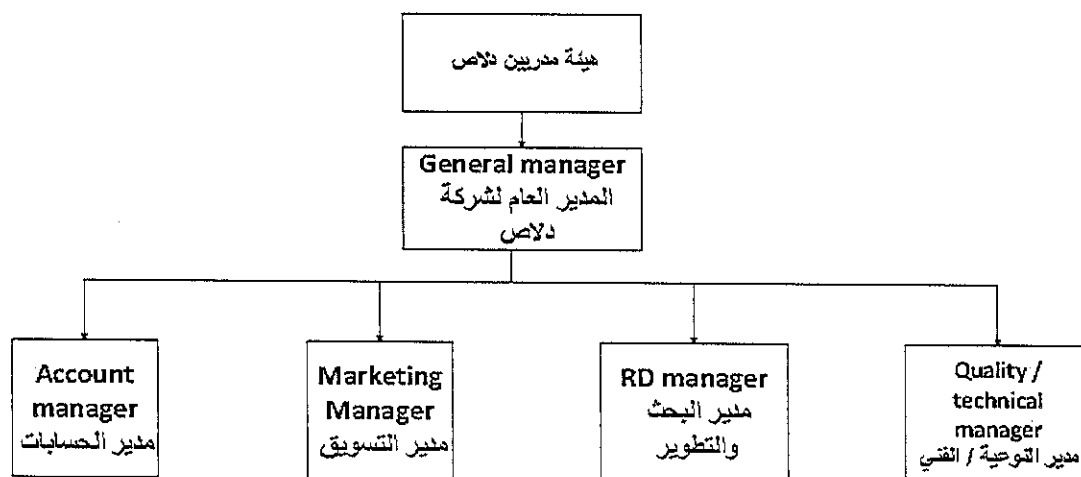 هيئة مدريين دلاص
General manager
المدير العام لشركة
دلاص
Account
manager
مدير الحسابات
Marketing
Manager
مدير التسويق
RD manager
مدير البحث
والتطوير
Quality /
technical
manager
مدير النوعية / الفني